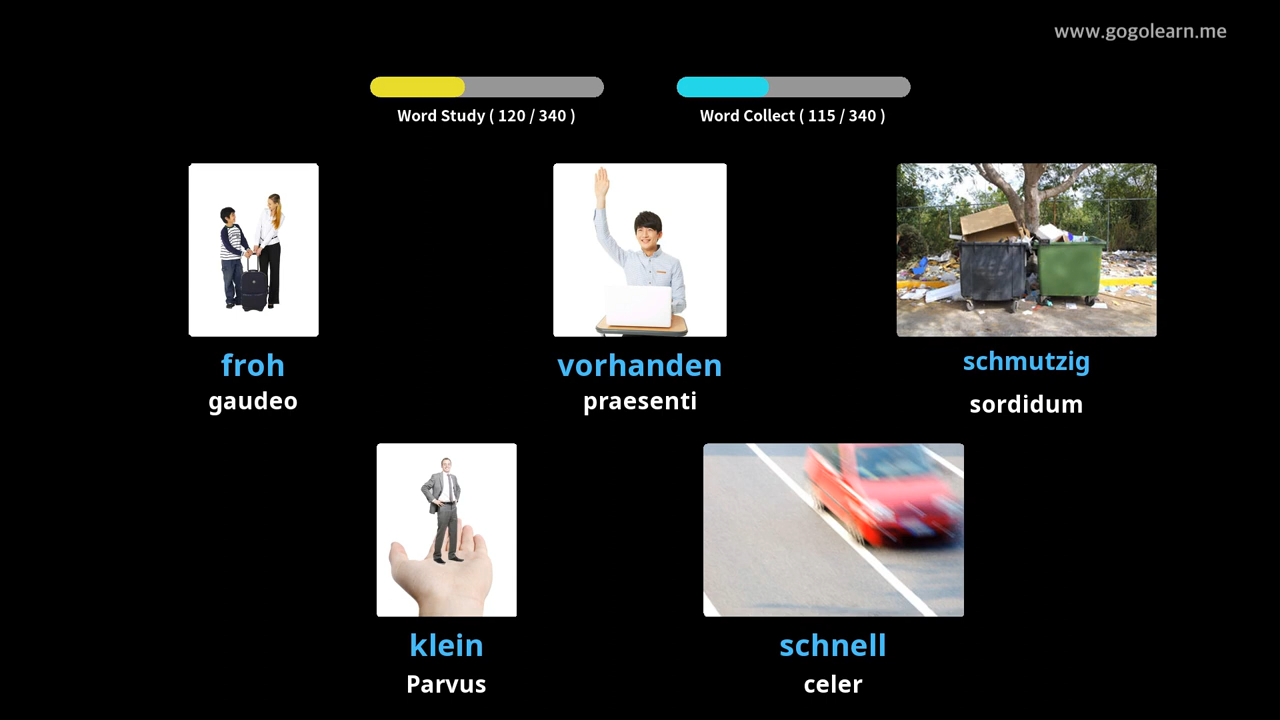 www.gogolearn.me
Word Study ( 120 / 340 )
Word Collect ( 115 / 340 )
froh
gaudeo
vorhanden
praesenti
schmutzig
sordidum
klein
Parvus
schnell
celer